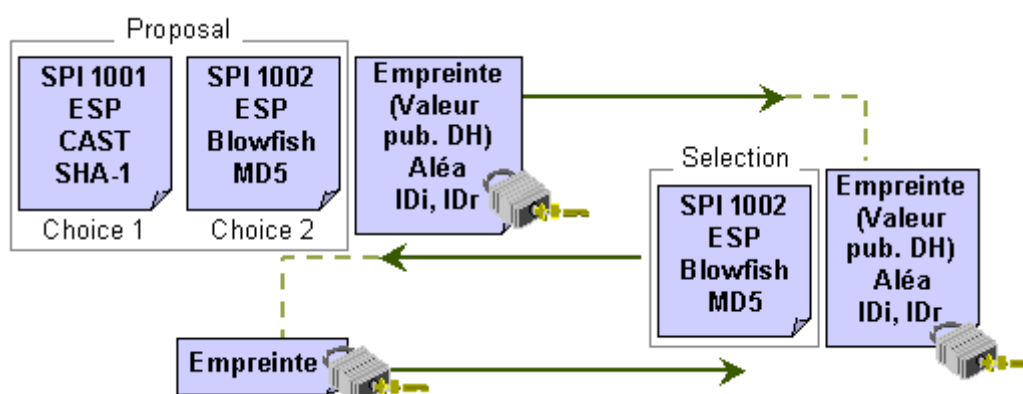 Proposal
SPI 1001
ESP
CAST
SHA-1
Choice 1
SPI 1002
ESP
Blowfish
MD5
Choice 2
Empreinte
(Valeur
pub. DH)
Aléa
IDi, IDr
Selection
SPI 1002
ESP
Blowfish
MD5
Empreinte
(Valeur
pub. DH)
Aléa
IDi, IDr
Empreinte